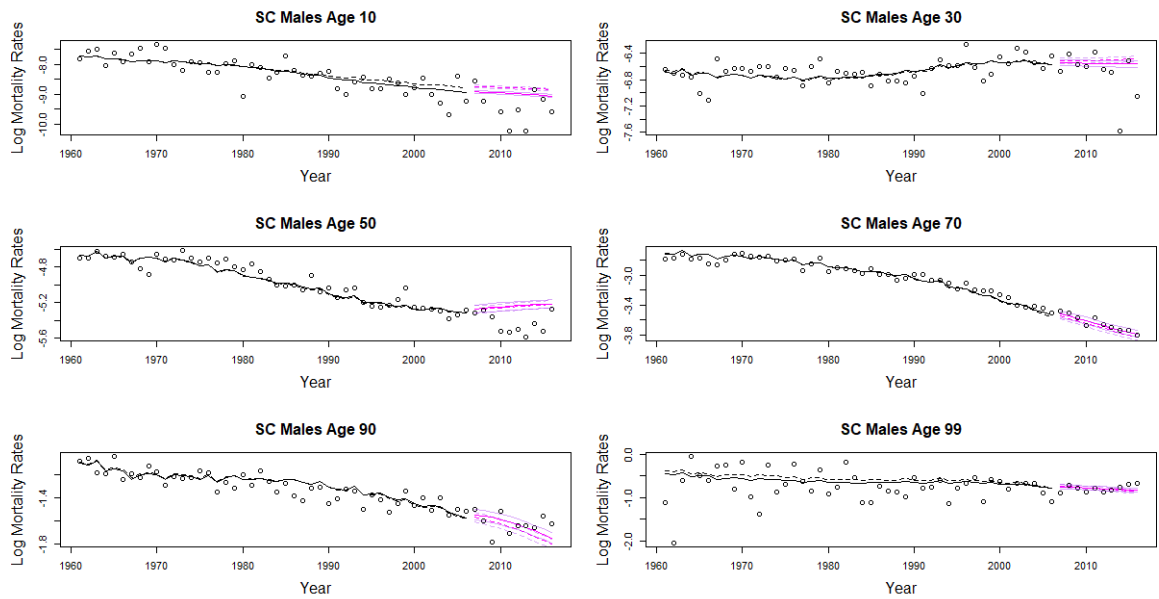 SC Males Age 10
Log Mortality Rates
-8.0
-9.0
-10.0
1960 1970 1980 1990 2000 2010
Year
SC Males Age 30
Log Mortality Rates
-6.4
-6.8
-7.2
-7.6
1960 1970 1980 1990 2000 2010
Year
SC Males Age 50
Log Mortality Rates
-4.8
-5.2
-5.6
1960 1970 1980 1990 2000 2010
Year
SC Males Age 70
Log Mortality Rates
-3.0
-3.4
-3.8
1960 1970 1980 1990 2000 2010
Year
SC Males Age 90
Log Mortality Rates
-1.4
-1.8
1960 1970 1980 1990 2000 2010
Year
SC Males Age 99
Log Mortality Rates
0.0
-1.0
-2.0
1960 1970 1980 1990 2000 2010
Year